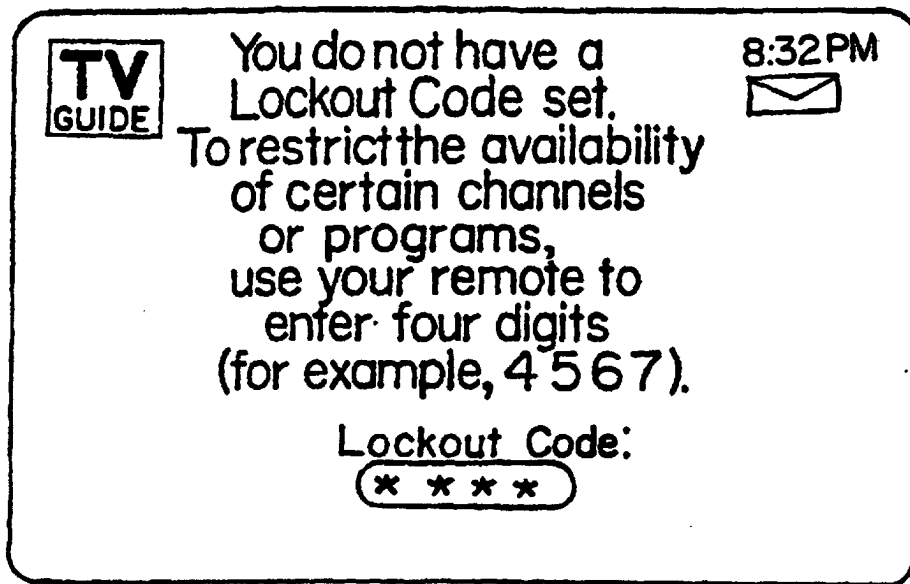 TV
GUIDE
8:32PM
You do not have a
Lockout Code set.
To restrict the availability
of certain channels
or programs,
use your remote to
enter four digits
(for example, 4567).
Lockout Code:
* * * *